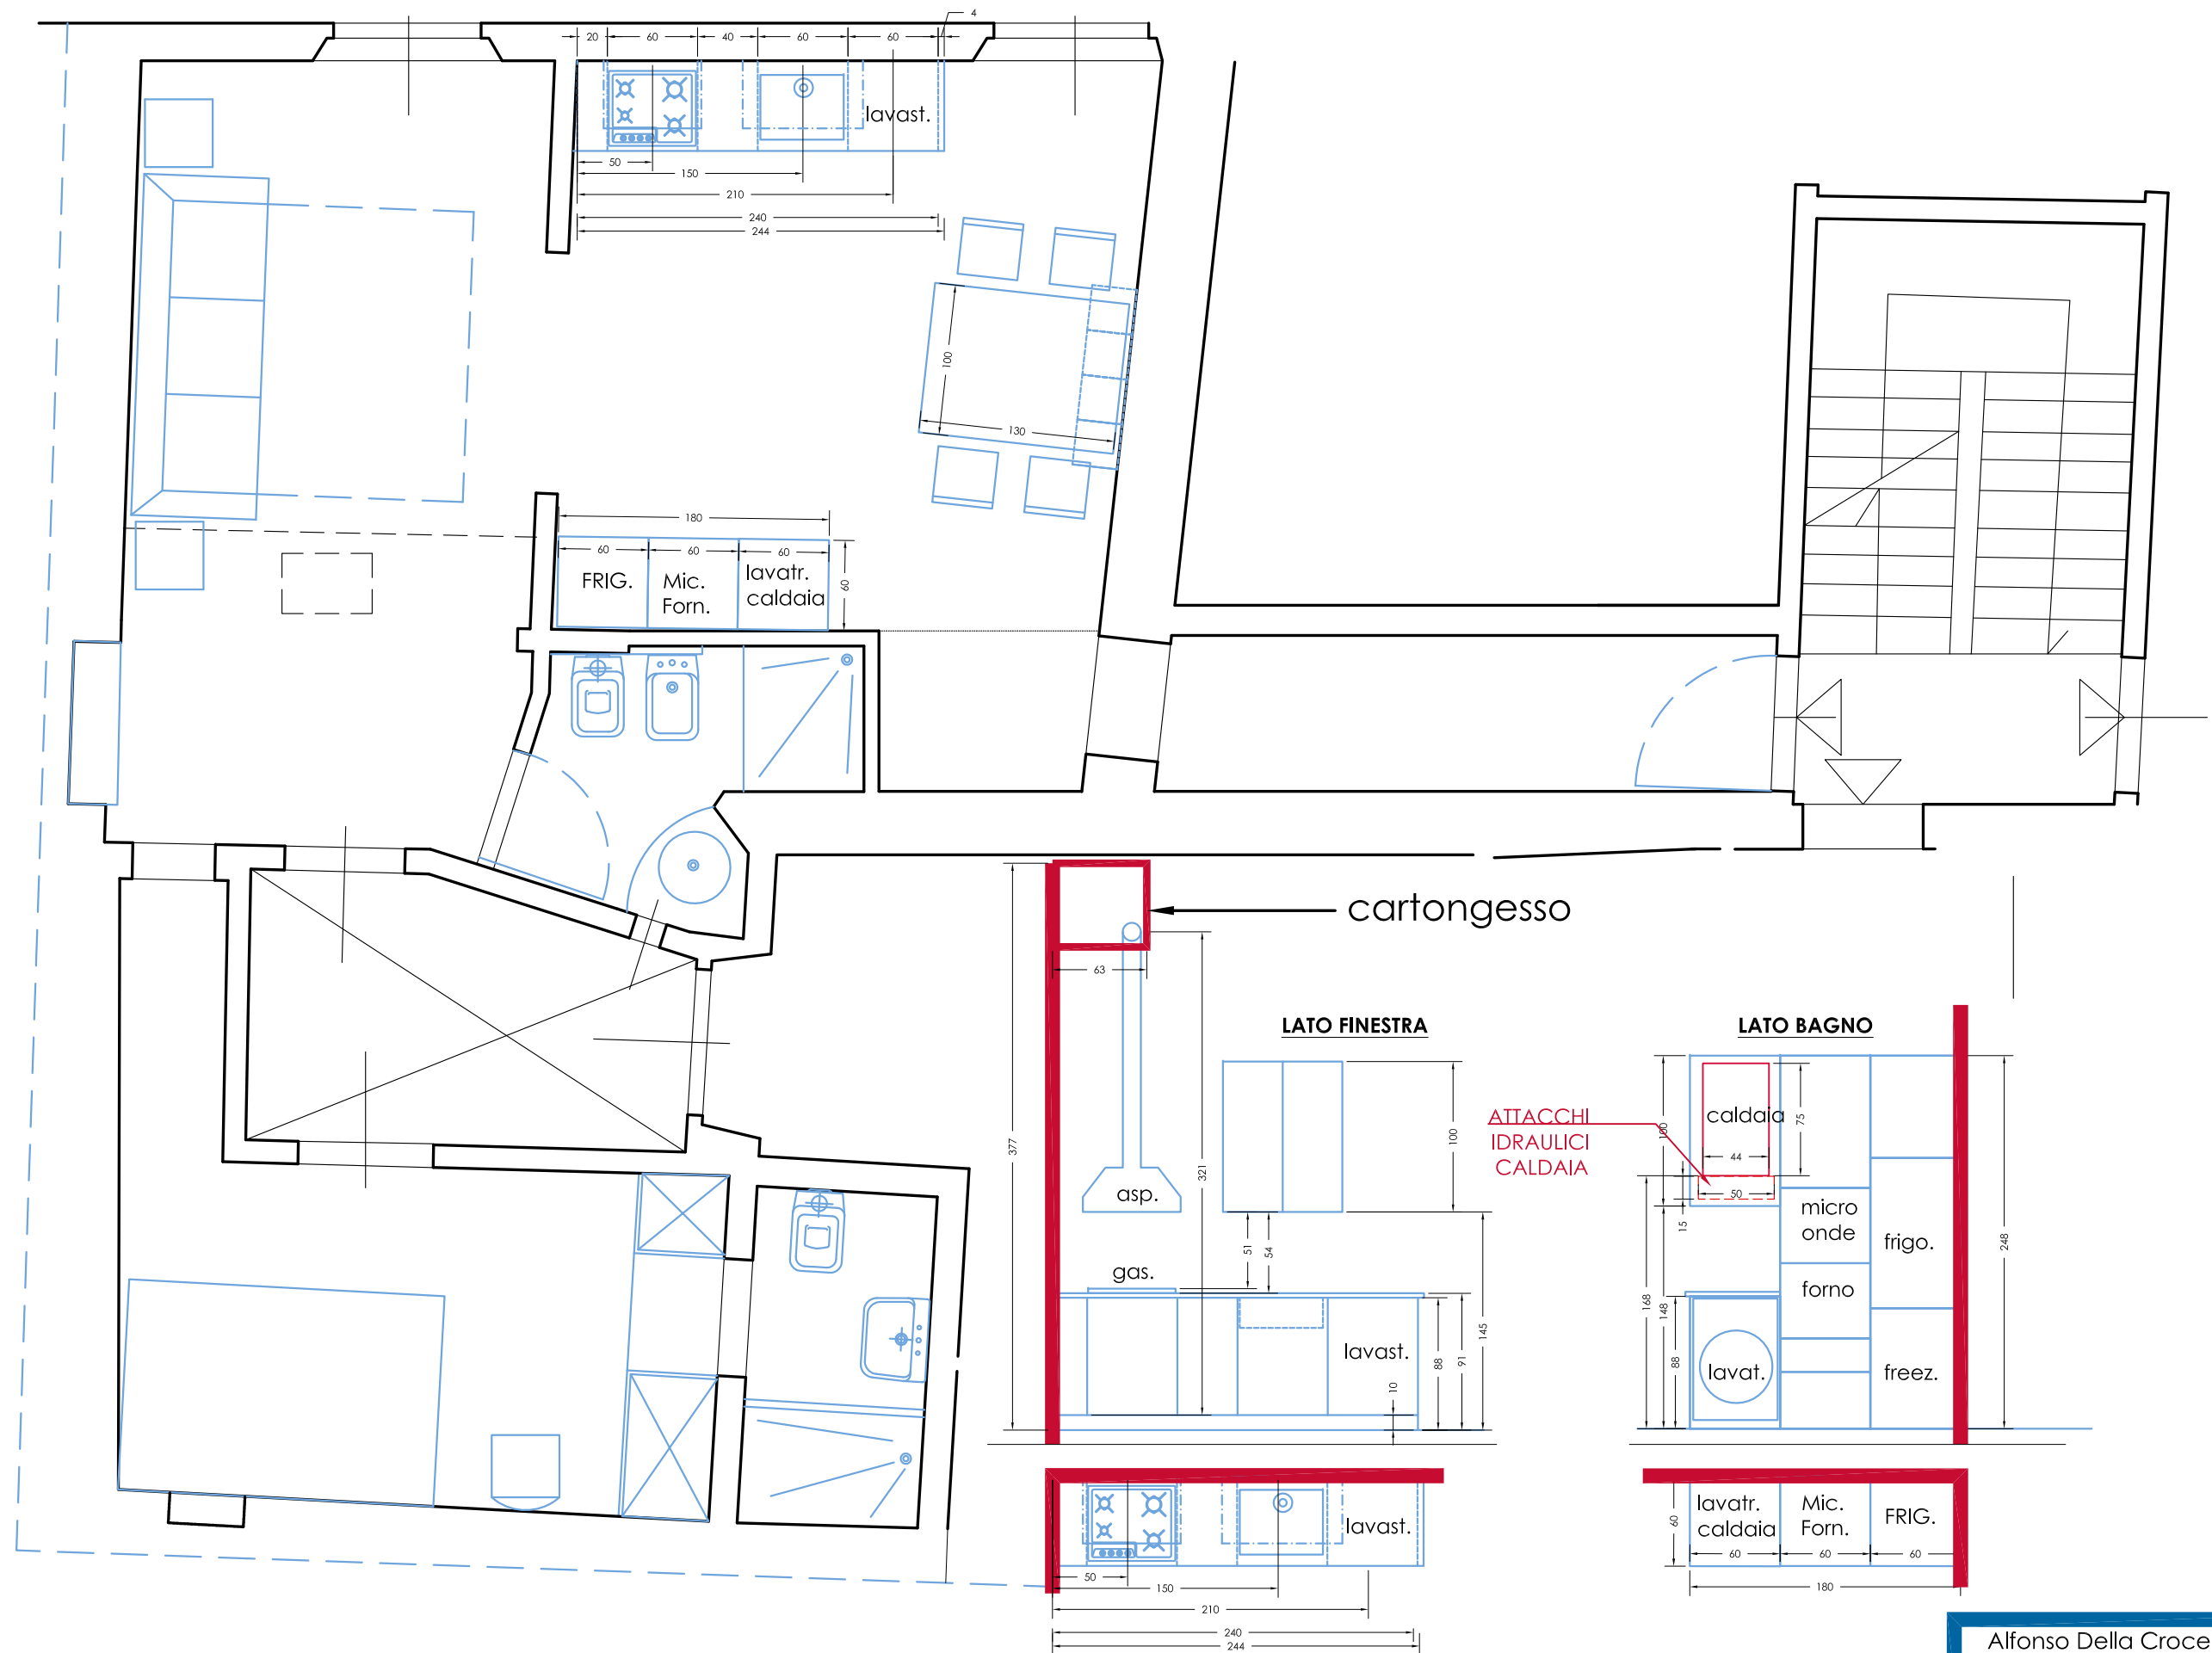 4
20 60 40 60 60
lavast.
50
150
210
240
244
100
130
180
60 60 60
FRIG.
Mic.
Forn.
lavatr.
caldaia
60
cartongesso
63
377
321
LATO FINESTRA
asp.
gas.
51
54
100
145
lavast.
88
91
10
LATO BAGNO
ATTACCHI
IDRAULICI
CALDAIA
caldaia
100
75
44
50
15
168
148
88
micro
onde
forno
frigo.
freez.
lavat.
248
lavast.
50
150
210
240
244
lavatr.
caldaia
Mic.
Forn.
FRIG.
60
60 60 60
180
Alfonso Della Croce